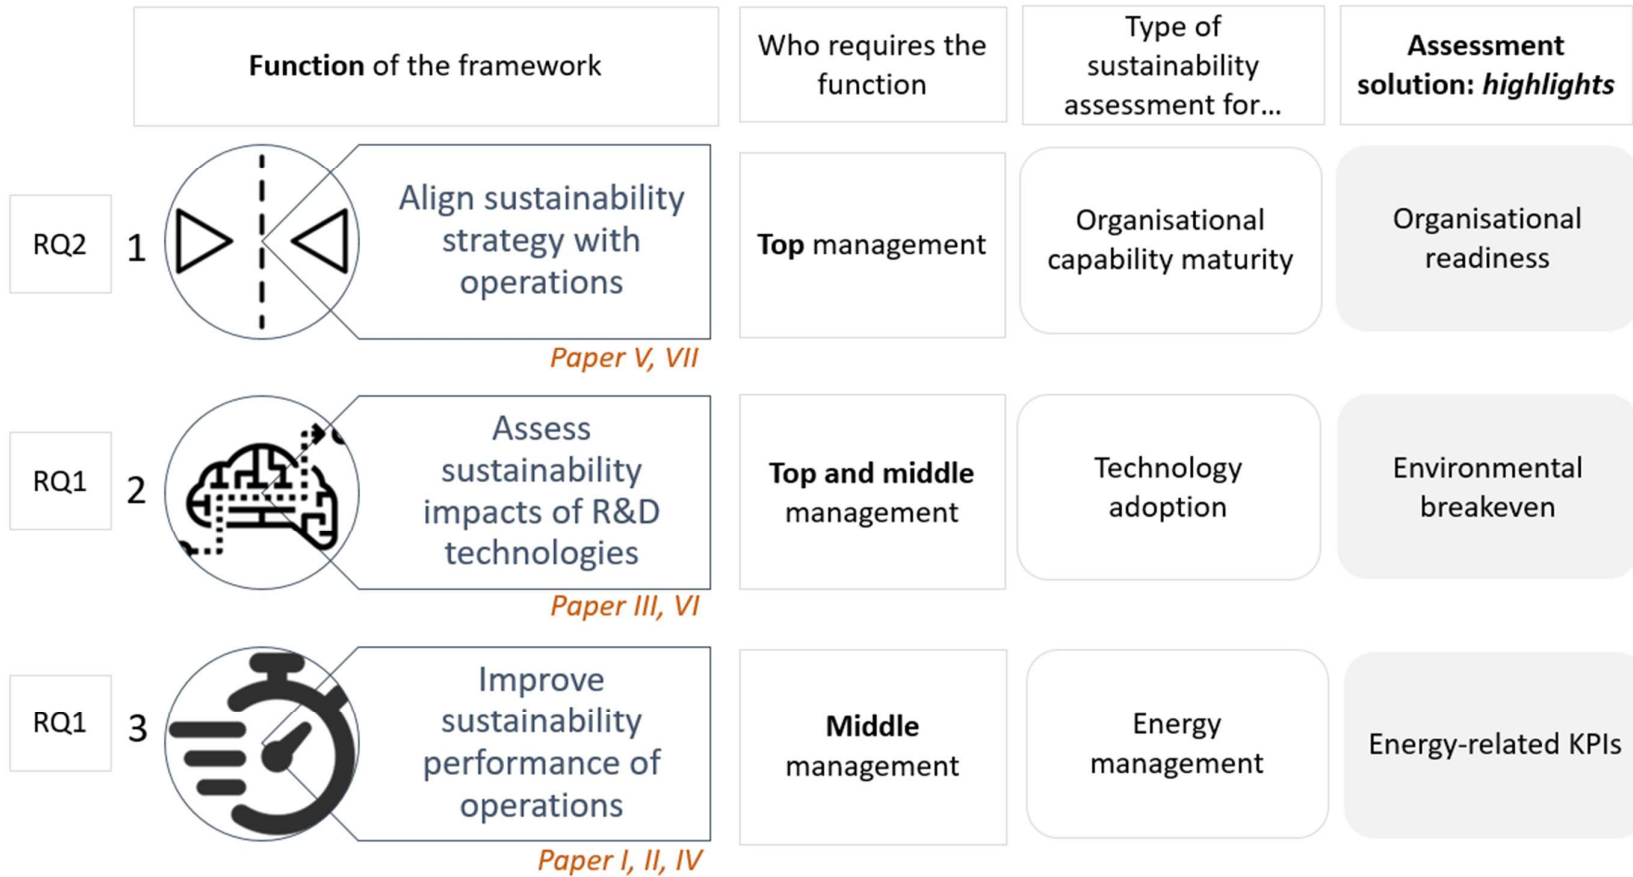 Function of the framework
Who requires the
function
Type of
sustainability
assessment for...
Assessment
solution: highlights
RQ2
1
Align sustainability
strategy with
operations
Paper V, VII
Top management
Organisational
capability maturity
Organisational
readiness
RQ1
2
Assess
sustainability
impacts of R&D
technologies
Paper III, VI
Top and middle
management
Technology
adoption
Environmental
breakeven
RQ1
3
Improve
sustainability
performance of
operations
Paper I, II, IV
Middle
management
Energy
management
Energy-related KPIs